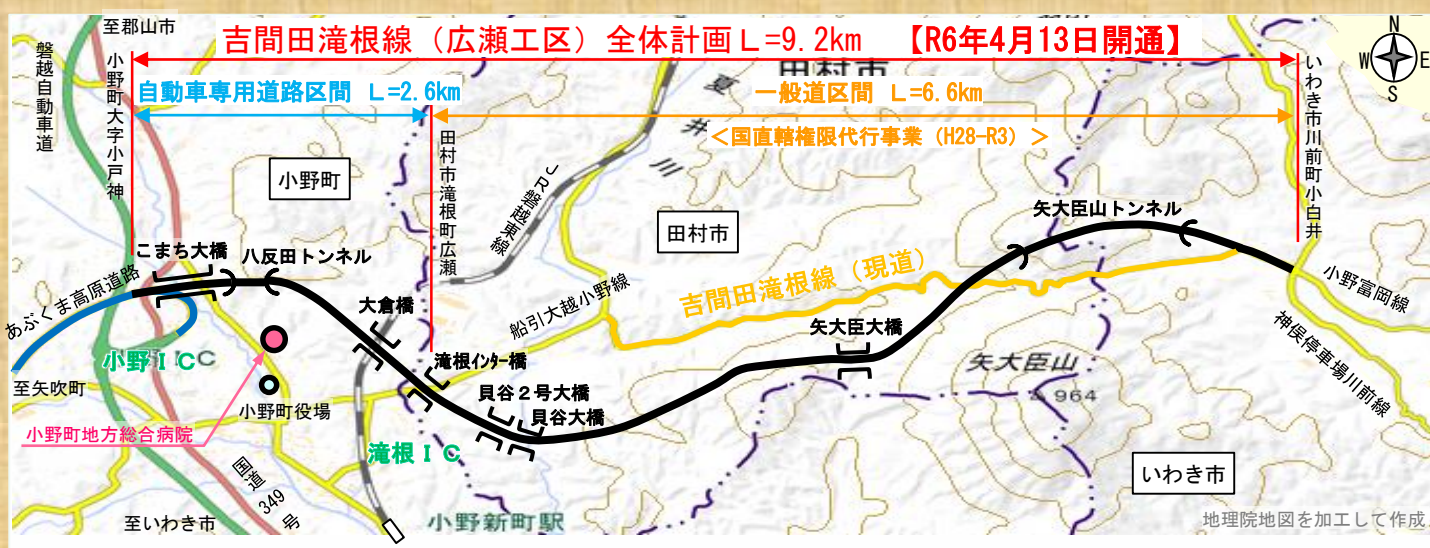 至郡山市
吉間田滝根線（広瀬工区）全体計画L=9.2km 【R6年4月13日開通】
磐越自動車道
小野町大字小戸神
自動車専用道路区間 L=2.6km
田村市
一般道区間 L=6.6km
＜国直轄権限代行事業（H28-R3）＞
いわき市川前町小白井
N
W
E
S
夏井川
小野町
田村市滝根町広瀬
JR磐越東線
田村市
矢大臣山トンネル
こまち大橋
八反田トンネル
あぶくま高原道路
大倉橋
船引大越小野線
吉間田滝根線（現道）
小野富岡線
神俣停車場川前線
矢大臣大橋
矢大臣山
964
小野IC
滝根インター橋
至矢吹町
小野町役場
貝谷2号大橋
貝谷大橋
小野町地方総合病院
滝根IC
国道349号
いわき市
至いわき市
小野新町駅
地理院地図を加工して作成